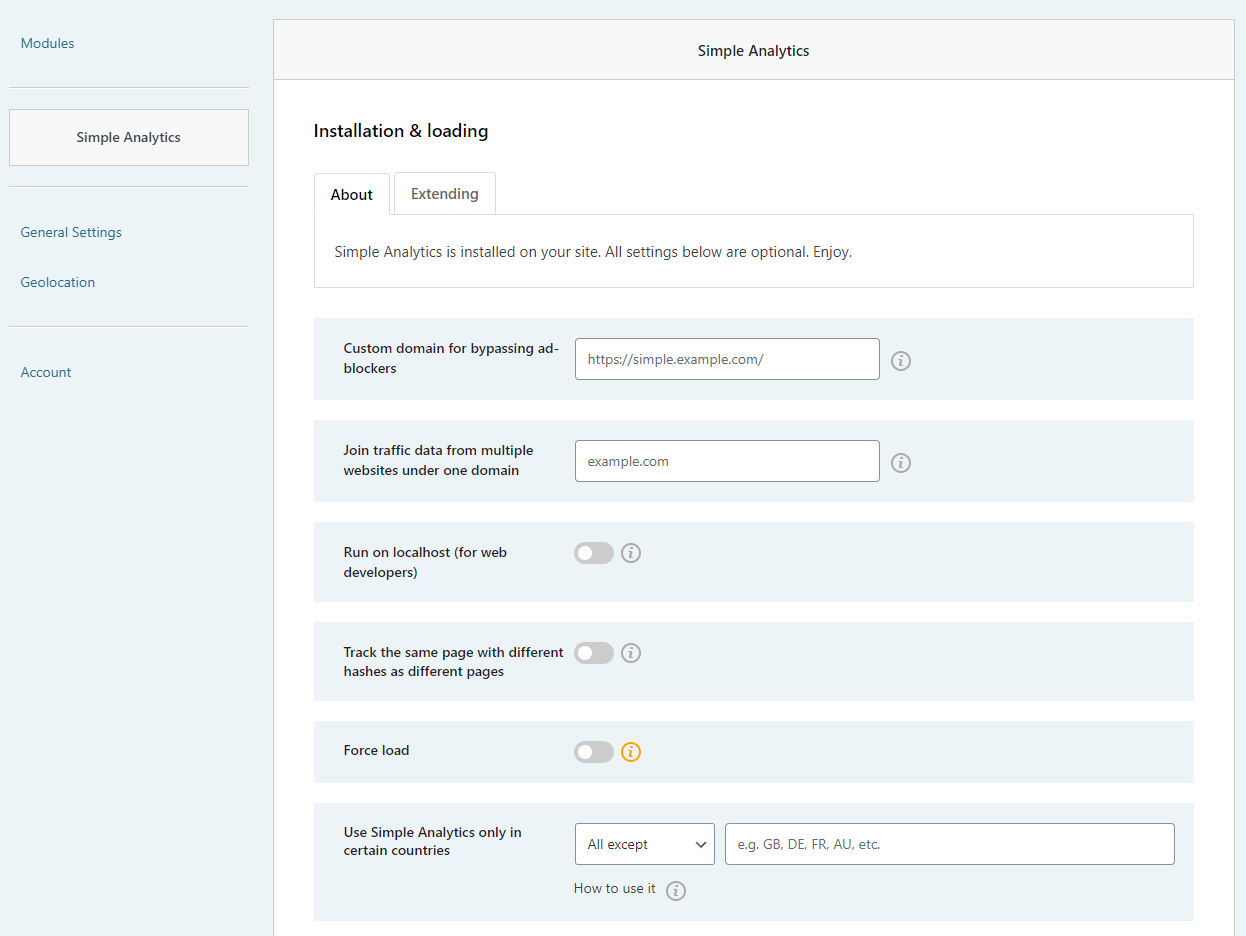 Modules
Simple Analytics
General Settings
Geolocation
Account
Simple Analytics
Installation & loading
About
Extending
Simple Analytics is installed on your site. All settings below are optional. Enjoy.
Custom domain for bypassing ad-
blockers
https://simple.example.com/
Join traffic data from multiple
websites under one domain
example.com
Run on localhost (for web
developers)
Track the same page with different
hashes as different pages
Force load
Use Simple Analytics only in
certain countries
All except
e.g. GB, DE, FR, AU, etc.
How to use it